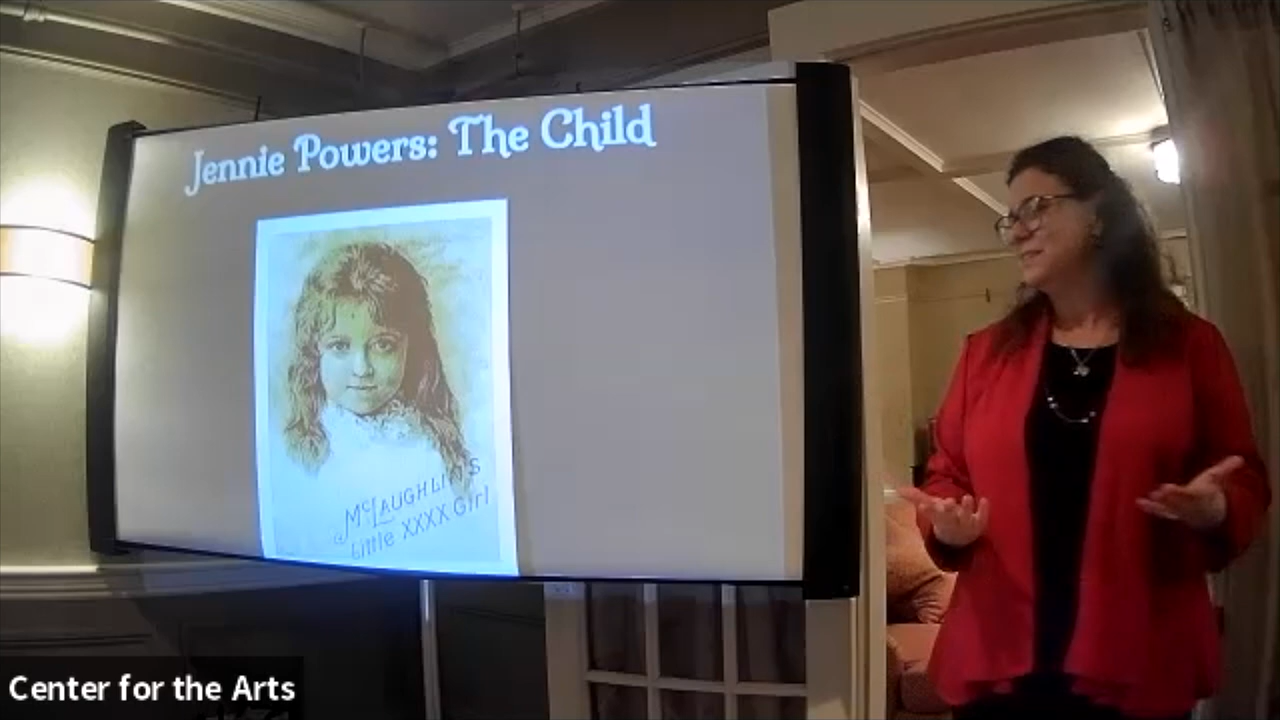 Jennie Powers: The Child
McLAUGHLIN'S
Little XXXX Girl
Center for the Arts